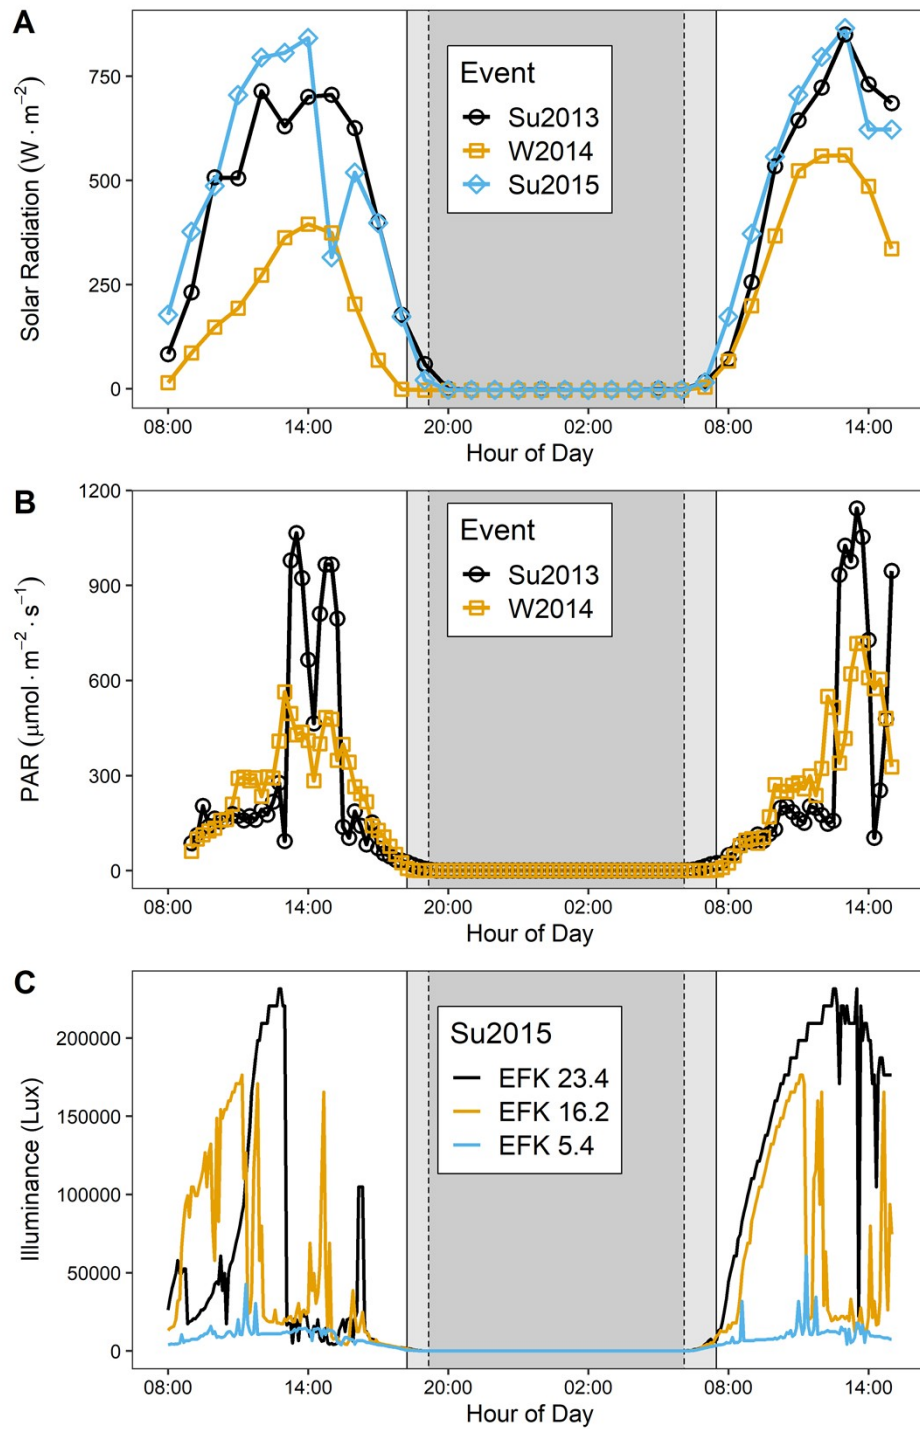 A
Solar Radiation (W · m⁻²)
750
500
250
0
Event
Su2013
W2014
Su2015
08:00 14:00 20:00 02:00 08:00 14:00
Hour of Day
B
PAR (μmol · m⁻² · s⁻¹)
1200
900
600
300
0
Event
Su2013
W2014
08:00 14:00 20:00 02:00 08:00 14:00
Hour of Day
C
Illuminance (Lux)
200000
150000
100000
50000
0
Su2015
EFK 23.4
EFK 16.2
EFK 5.4
08:00 14:00 20:00 02:00 08:00 14:00
Hour of Day